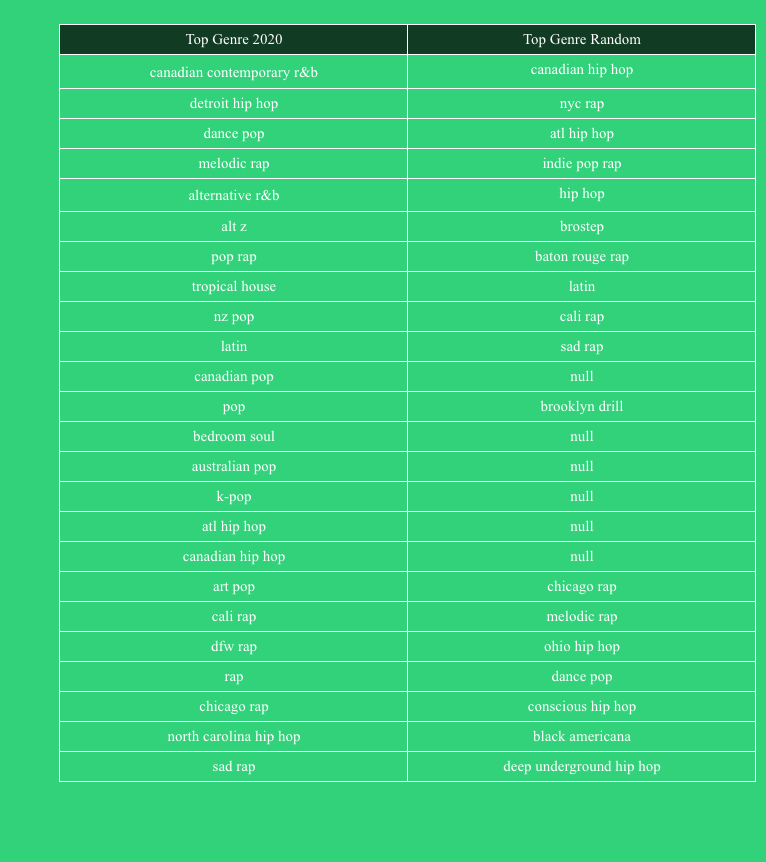 Top Genre 2020 Top Genre Random
canadian contemporary r&b canadian hip hop
detroit hip hop nyc rap
dance pop atl hip hop
melodic rap indie pop rap
alternative r&b hip hop
alt z brostep
pop rap baton rouge rap
tropical house latin
nz pop cali rap
latin sad rap
canadian pop null
pop brooklyn drill
bedroom soul null
australian pop null
k-pop null
atl hip hop null
canadian hip hop null
art pop chicago rap
cali rap melodic rap
dfw rap ohio hip hop
rap dance pop
chicago rap conscious hip hop
north carolina hip hop black americana
sad rap deep underground hip hop